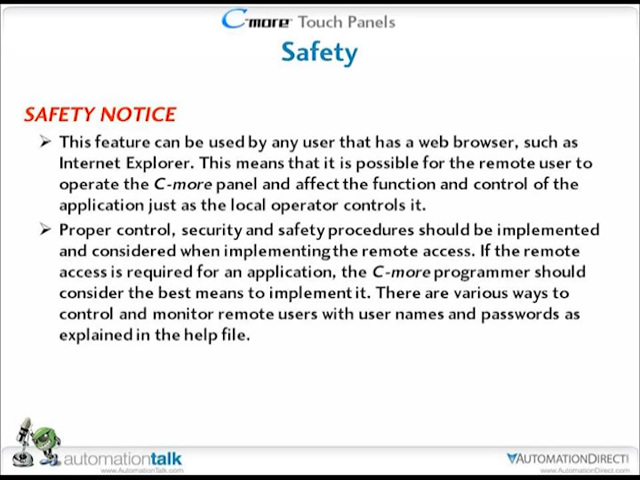 C-more Touch Panels
Safety
SAFETY NOTICE
This feature can be used by any user that has a web browser, such as
Internet Explorer. This means that it is possible for the remote user to
operate the C-more panel and affect the function and control of the
application just as the local operator controls it.
Proper control, security and safety procedures should be implemented
and considered when implementing the remote access. If the remote
access is required for an application, the C-more programmer should
consider the best means to implement it. There are various ways to
control and monitor remote users with user names and passwords as
explained in the help file.
automationtalk
www.AutomationTalk.com
AUTOMATIONDIRECT!
www.AutomationDirect.com